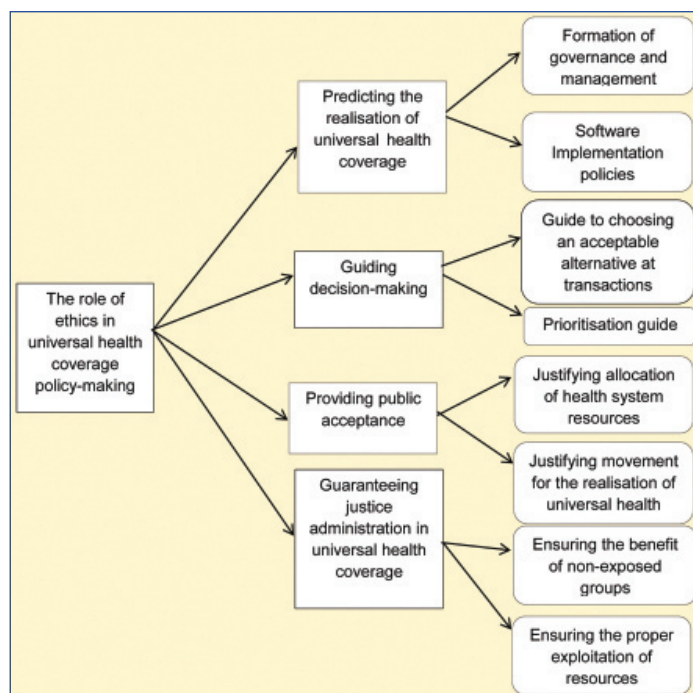 The role of
ethics in
universal health
coverage
policy-making
Predicting the
realisation of
universal health
coverage
Formation of
governance and
management
Software
Implementation
policies
Guiding
decision-making
Guide to choosing
an acceptable
alternative at
transactions
Prioritisation guide
Providing public
acceptance
Justifying allocation
of health system
resources
Justifying movement
for the realisation of
universal health
Guaranteeing
justice
administration in
universal health
coverage
Ensuring the benefit
of non-exposed
groups
Ensuring the proper
exploitation of
resources